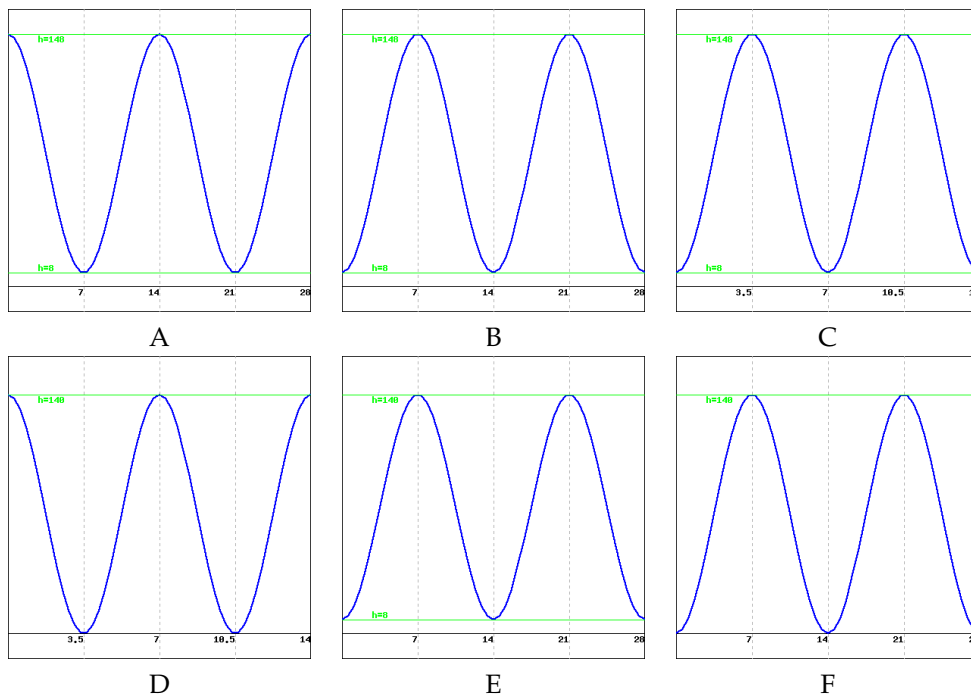 h=140 h=140 h=140
h=8 h=8 h=8
7 14 21 28 7 14 21 28 3.5 7 10.5
A B C
h=140 h=140 h=140
h=8
3.5 7 10.5 14 7 14 21 28 7 14 21
D E F